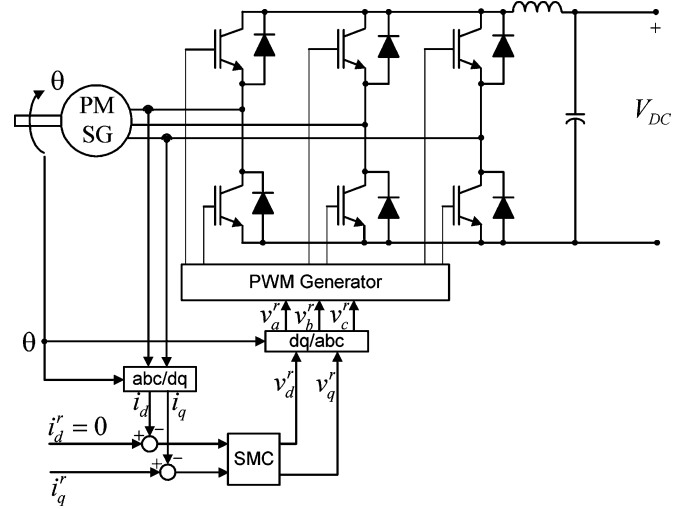 θ
PM
SG
+
V_DC
PWM Generator
v_a^r v_b^r v_c^r
θ
dq/abc
abc/dq
v_d^r v_q^r
i_d i_q
i_d^r = 0
+ −
SMC
+ −
i_q^r